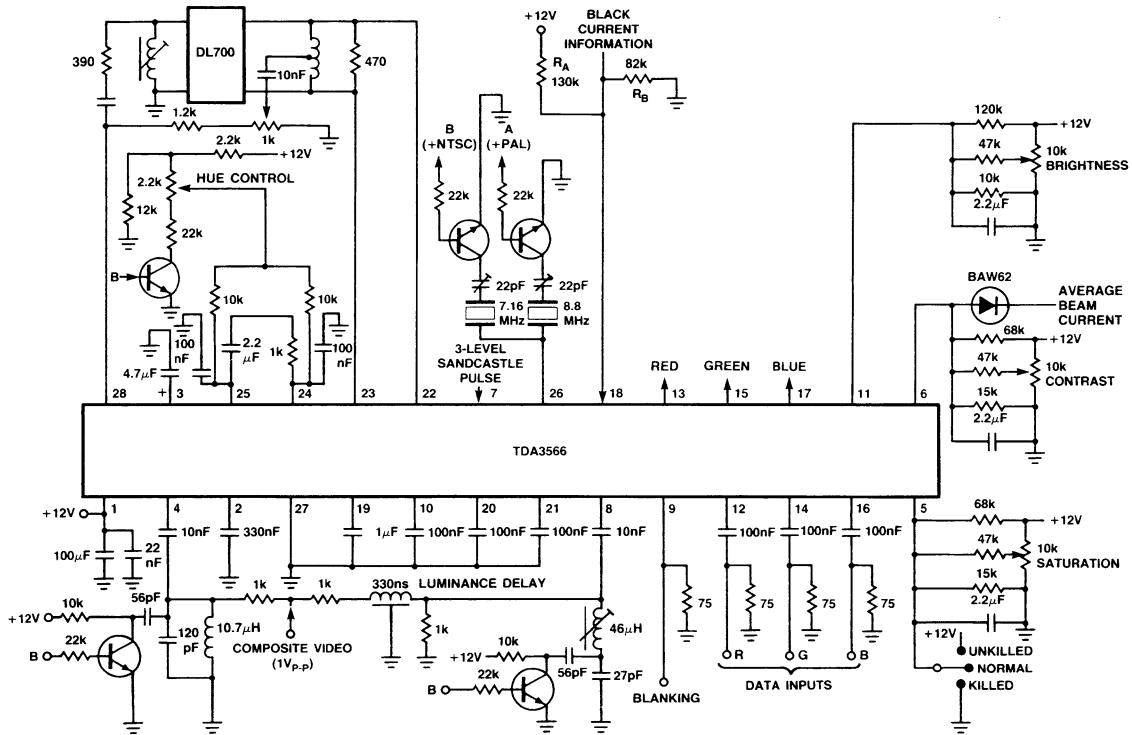 BLACK
CURRENT
INFORMATION
+12V
DL700
390
10nF
470
RA
130k
82k
RB
1.2k
1k
2.2k
+12V
HUE CONTROL
2.2k
12k
22k
B
B
(+NTSC)
A
(+PAL)
22k
22k
22pF
22pF
7.16
MHz
8.8
MHz
10k
10k
100
nF
2.2
μF
1k
100
nF
4.7μF
+
3-LEVEL
SANDCASTLE
PULSE
RED
GREEN
BLUE
120k
+12V
47k
10k
BRIGHTNESS
10k
2.2μF
BAW62
AVERAGE
BEAM
CURRENT
68k
+12V
47k
10k
CONTRAST
15k
2.2μF
28
3
25
24
23
22
7
26
18
13
15
17
11
6
TDA3566
1
4
2
27
19
10
20
21
8
9
12
14
16
5
+12V
10nF
330nF
1μF
100nF
100nF
100nF
10nF
100nF
100nF
100nF
100μF
22
nF
68k
+12V
47k
10k
SATURATION
15k
2.2μF
+12V
UNKILLED
NORMAL
KILLED
1k
1k
330ns
LUMINANCE DELAY
1k
56pF
10k
+12V
22k
B
120
pF
10.7μH
COMPOSITE VIDEO
(1VP-P)
46μH
10k
+12V
56pF
27pF
22k
B
75
75
75
75
R
G
B
BLANKING
DATA INPUTS